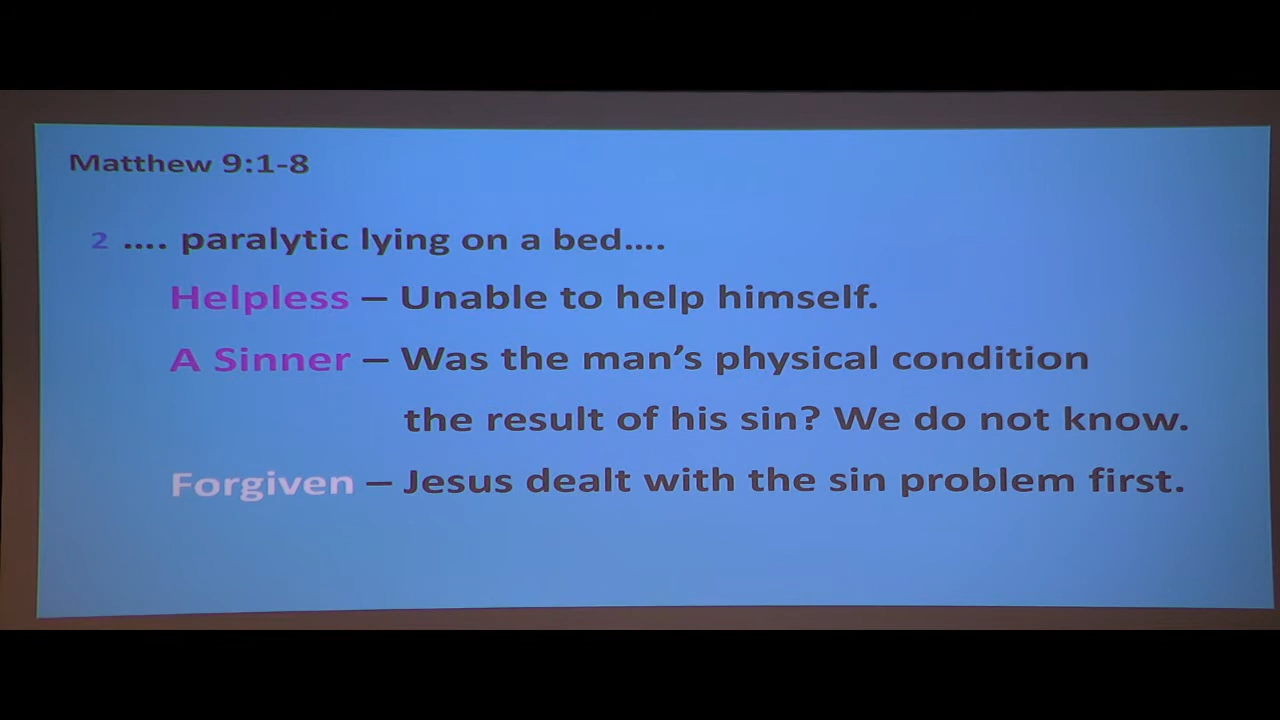 Matthew 9:1-8
2 .... paralytic lying on a bed....
Helpless – Unable to help himself.
A Sinner – Was the man’s physical condition
the result of his sin? We do not know.
Forgiven – Jesus dealt with the sin problem first.